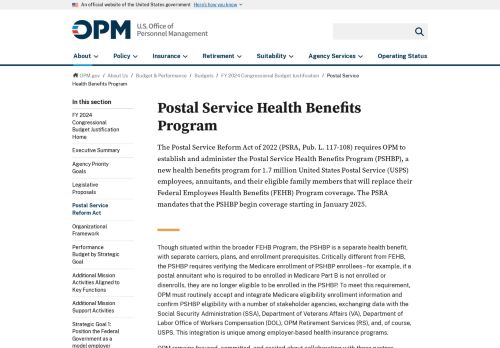 An official website of the United States government Here's how you know
OPM U.S. Office of
Personnel Management
About Policy Insurance Retirement Suitability Agency Services Operating Status
OPM.gov / About Us / Budget & Performance / Budgets / FY 2024 Congressional Budget Justification / Postal Service
Health Benefits Program
In this section
FY 2024
Congressional
Budget Justification
Home
Executive Summary
Agency Priority
Goals
Legislative
Proposals
Postal Service
Reform Act
Organizational
Framework
Performance
Budget by Strategic
Goal
Additional Mission
Activities Aligned to
Key Functions
Additional Mission
Support Activities
Strategic Goal 1:
Position the Federal
Government as a
model employer
Postal Service Health Benefits
Program
The Postal Service Reform Act of 2022 (PSRA, Pub. L. 117-108) requires OPM to
establish and administer the Postal Service Health Benefits Program (PSHBP), a
new health benefits program for 1.7 million United States Postal Service (USPS)
employees, annuitants, and their eligible family members that will replace their
Federal Employees Health Benefits (FEHB) Program coverage. The PSRA
mandates that the PSHBP begin coverage starting in January 2025.
Though situated within the broader FEHB Program, the PSHBP is a separate health benefit,
with separate carriers, plans, and enrollment prerequisites. Critically different from FEHB,
the PSHBP requires verifying the Medicare enrollment of PSHBP enrollees – for example, if a
postal annuitant who is required to be enrolled in Medicare Part B is not enrolled or
disenrolls, they are no longer eligible to be enrolled in the PSHBP. To meet this requirement,
OPM must routinely accept and integrate Medicare eligibility enrollment information and
confirm PSHBP eligibility with a number of stakeholder agencies, exchanging data with the
Social Security Administration (SSA), Department of Veterans Affairs (VA), Department of
Labor Office of Workers Compensation (DOL), OPM Retirement Services (RS), and, of course,
USPS. This integration is unique among employer-based health insurance programs.